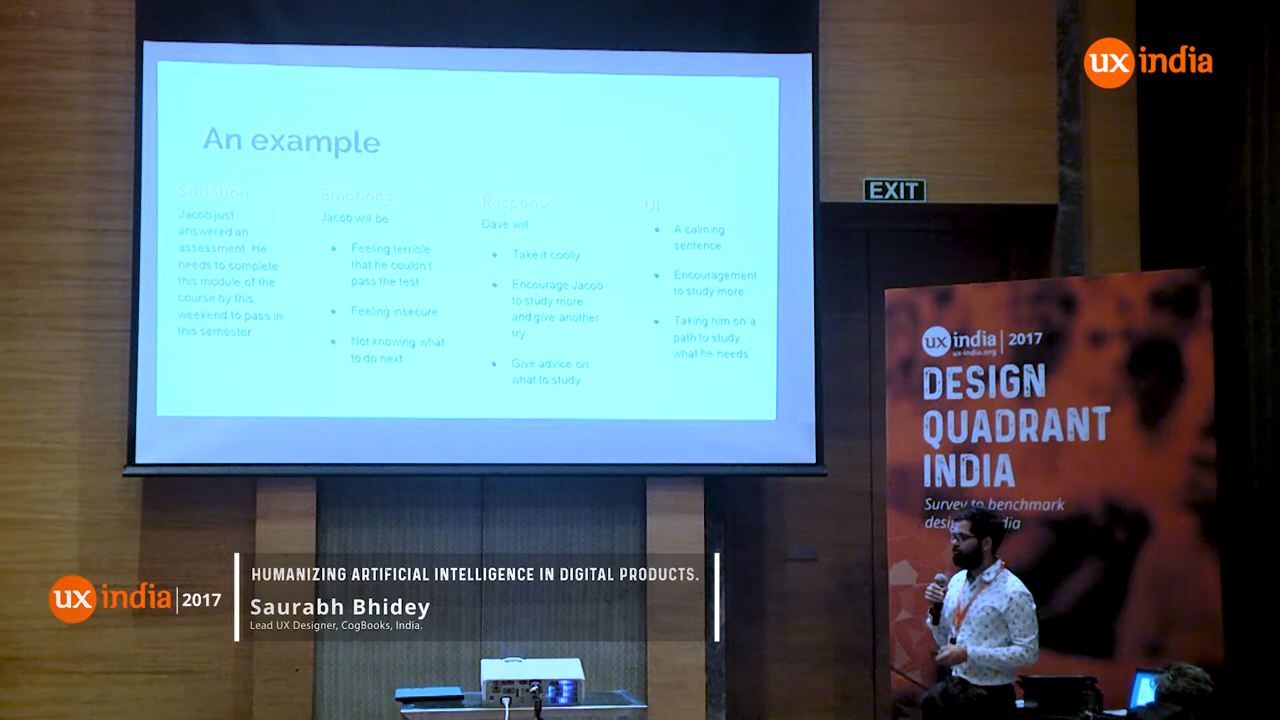 ux india
An example
Situation
Jacob just
answered an
assessment. He
needs to complete
this module of the
course by this
weekend to pass in
this semester
Emotions
Jacob will be
Feeling terrible
that he couldn't
pass the test
Feeling insecure
Not knowing what
to do next
Response
Dave will
Take it coolly
Encourage Jacob
to study more
and give another
try
Give advice on
what to study
UI
A calming
sentence
Encouragement
to study more
Taking him on a
path to study
what he needs
EXIT
ux india 2017
ux-india.org
DESIGN
QUADRANT
INDIA
Survey to benchmark
ux india 2017
HUMANIZING ARTIFICIAL INTELLIGENCE IN DIGITAL PRODUCTS.
Saurabh Bhidey
Lead UX Designer, CogBooks, India.